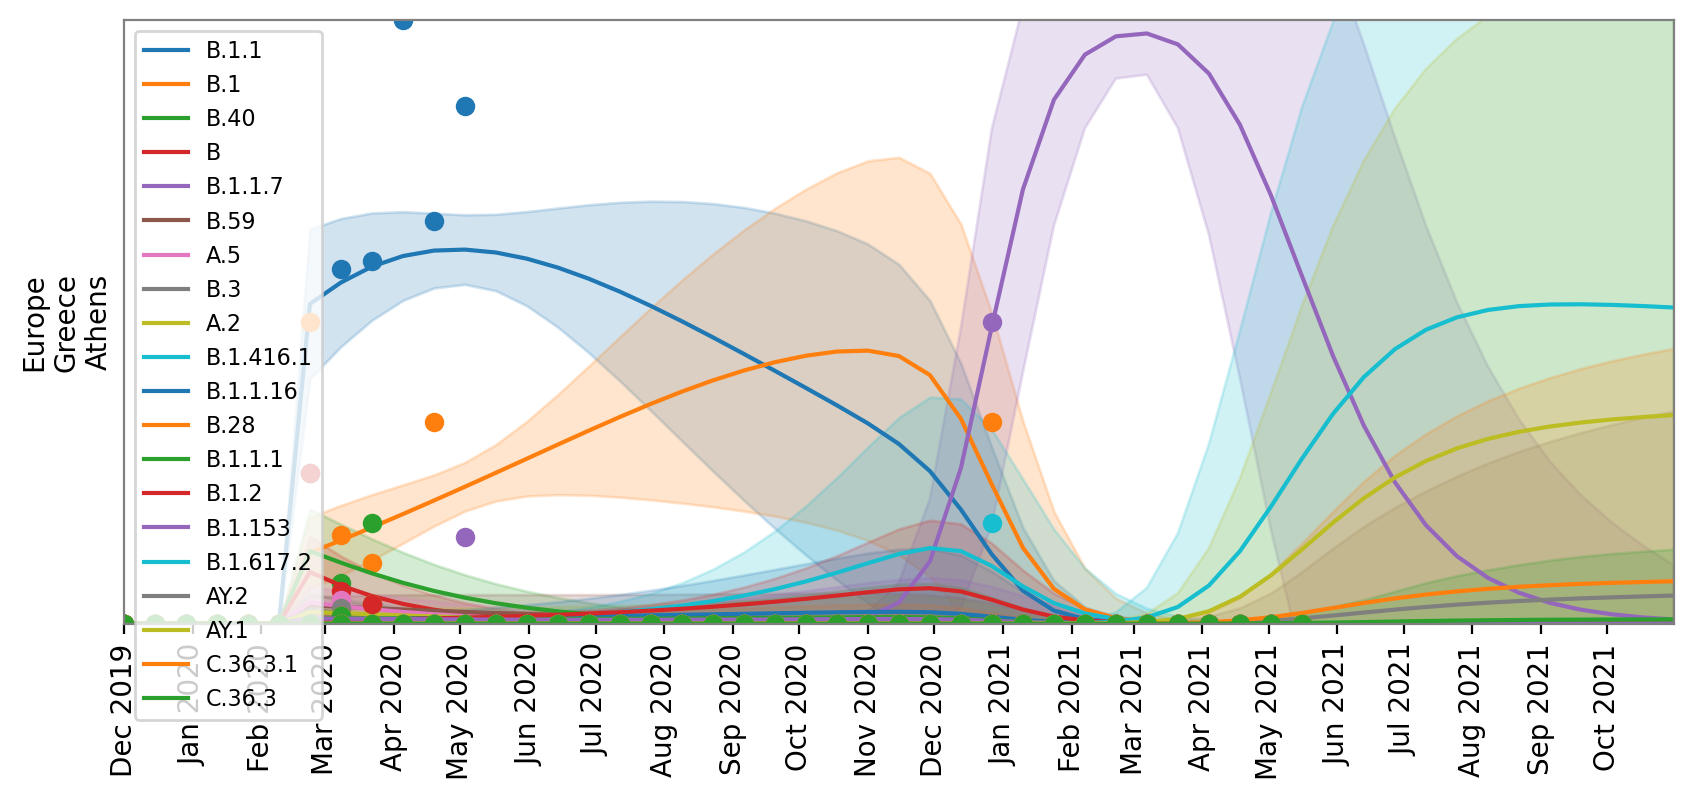 Europe
Greece
Athens
B.1.1
B.1
B.40
B
B.1.1.7
B.59
A.5
B.3
A.2
B.1.416.1
B.1.1.16
B.28
B.1.1.1
B.1.2
B.1.153
B.1.617.2
AY.2
AY.1
C.36.3.1
C.36.3
Dec 2019
Jan 2020
Feb 2020
Mar 2020
Apr 2020
May 2020
Jun 2020
Jul 2020
Aug 2020
Sep 2020
Oct 2020
Nov 2020
Dec 2020
Jan 2021
Feb 2021
Mar 2021
Apr 2021
May 2021
Jun 2021
Jul 2021
Aug 2021
Sep 2021
Oct 2021